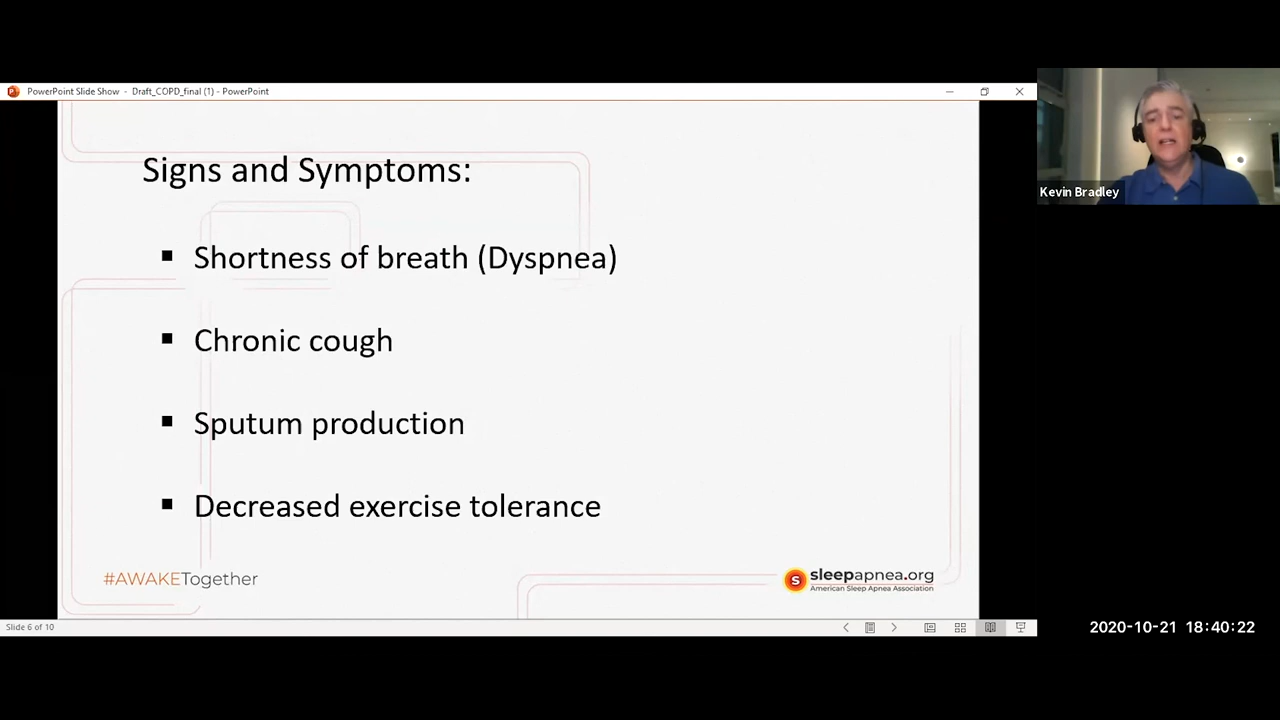 PowerPoint Slide Show - Draft_COPD_final (1) - PowerPoint
Kevin Bradley
Signs and Symptoms:
▪ Shortness of breath (Dyspnea)
▪ Chronic cough
▪ Sputum production
▪ Decreased exercise tolerance
#AWAKETogether
s sleepapnea.org
American Sleep Apnea Association
Slide 6 of 10
2020-10-21 18:40:22